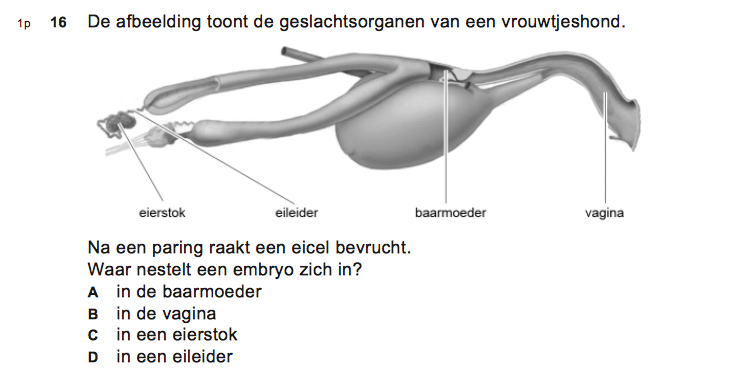 1p 16 De afbeelding toont de geslachtsorganen van een vrouwtjeshond.
eierstok eileider baarmoeder vagina
Na een paring raakt een eicel bevrucht.
Waar nestelt een embryo zich in?
A in de baarmoeder
B in de vagina
C in een eierstok
D in een eileider